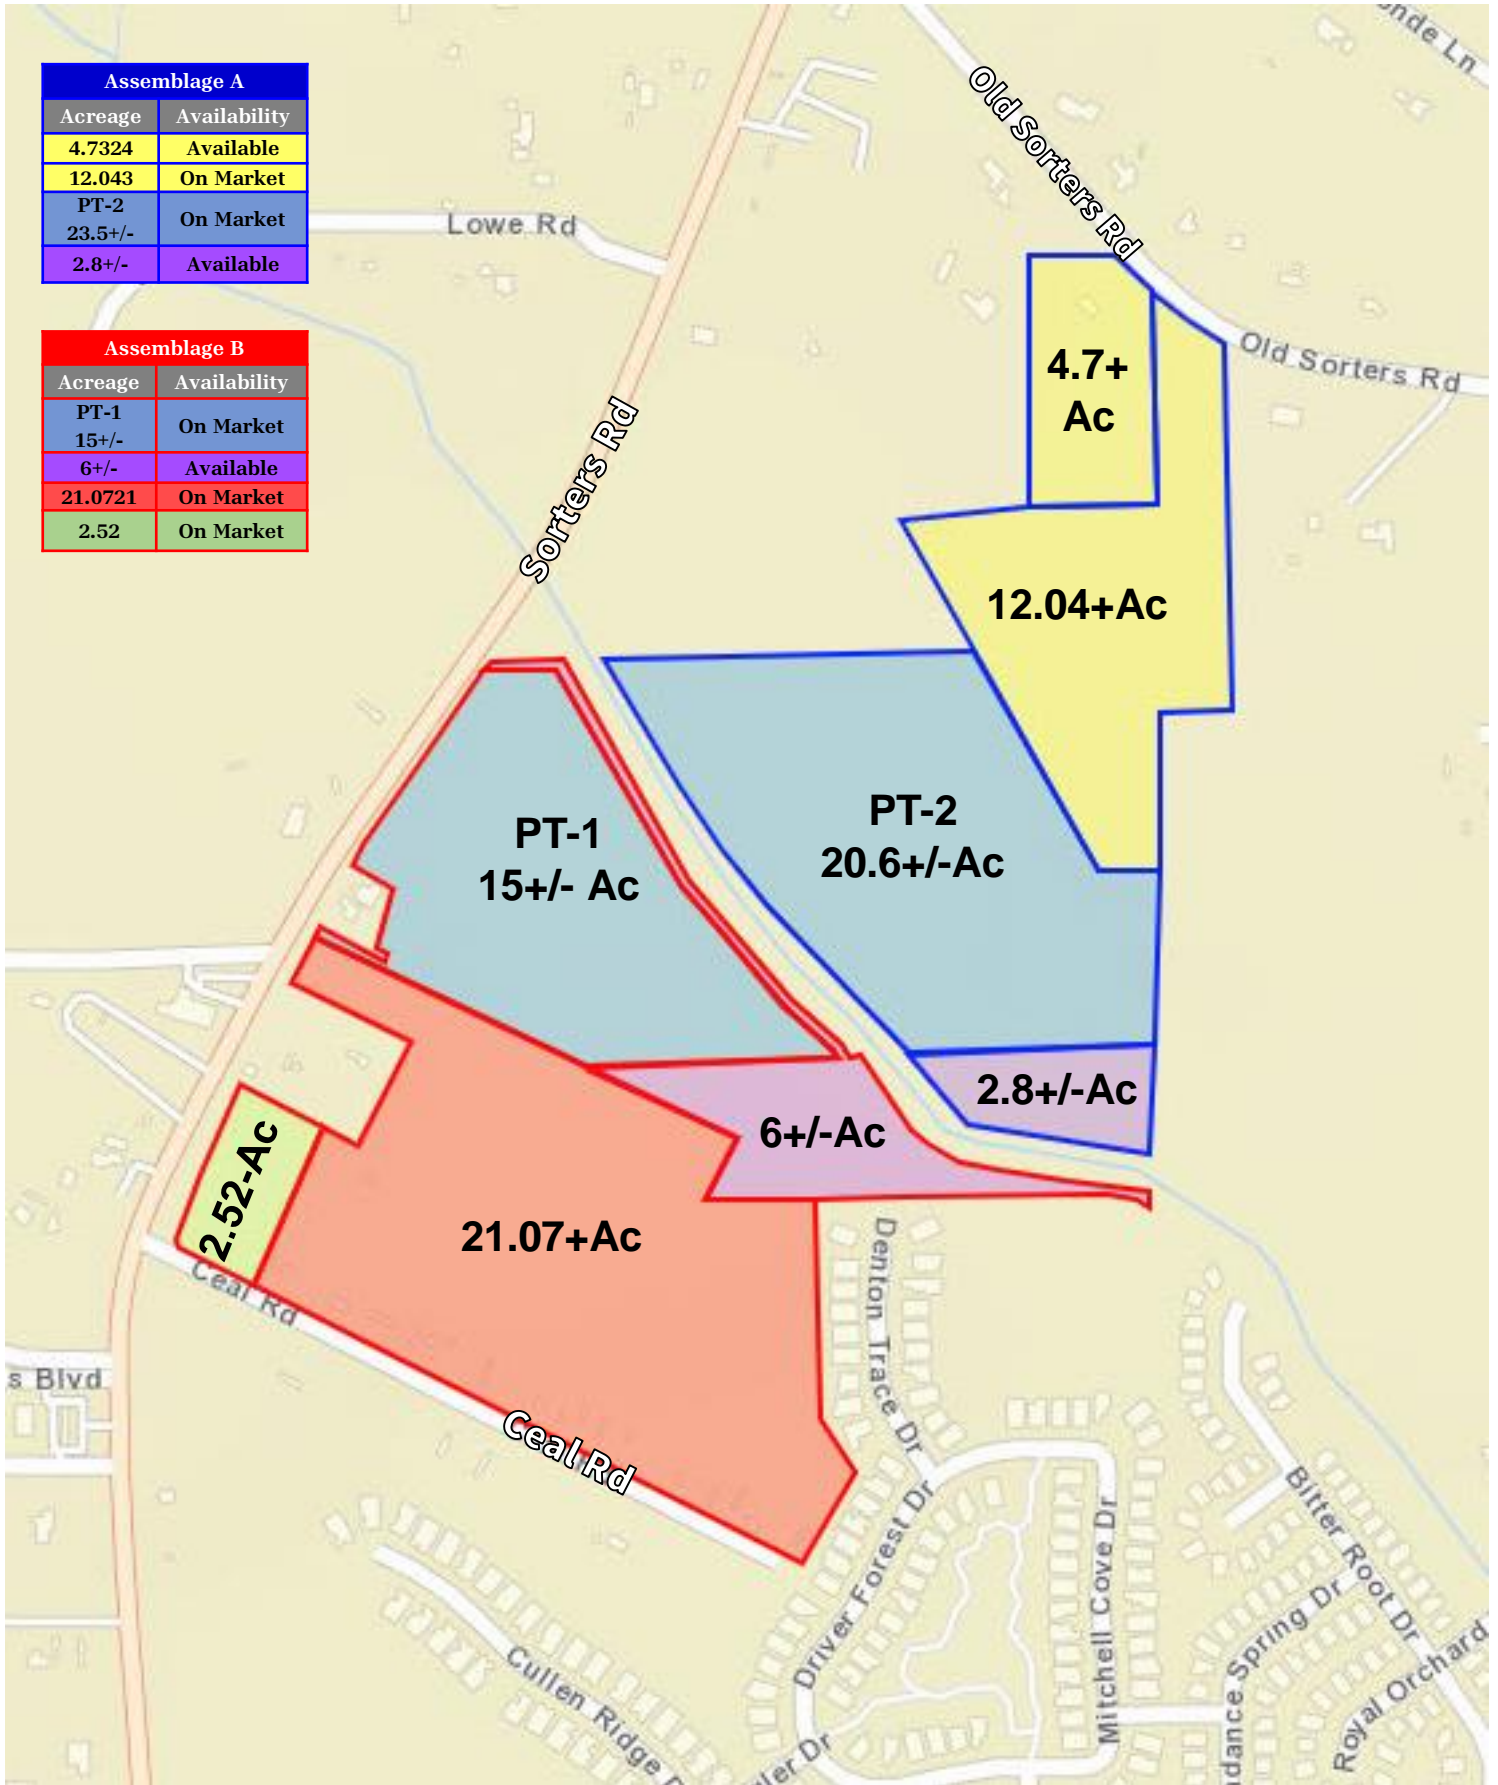 Assemblage A
Acreage Availability
4.7324 Available
12.043 On Market
PT-2
23.5+/- On Market
2.8+/- Available
Assemblage B
Acreage Availability
PT-1
15+/- On Market
6+/- Available
21.0721 On Market
2.52 On Market
nde Ln
Old Sorters Rd
Lowe Rd
Old Sorters Rd
4.7+
Ac
Sorters Rd
12.04+Ac
PT-2
20.6+/-Ac
PT-1
15+/- Ac
2.8+/-Ac
6+/-Ac
2.52-Ac
21.07+Ac
Ceal Rd
Denton Trace Dr
s Blvd
Ceal Rd
Driver Forest Dr
Mitchell Cove Dr
Bitter Root Dr
dance Spring Dr
Royal Orchard
Cullen Ridge
ler Dr